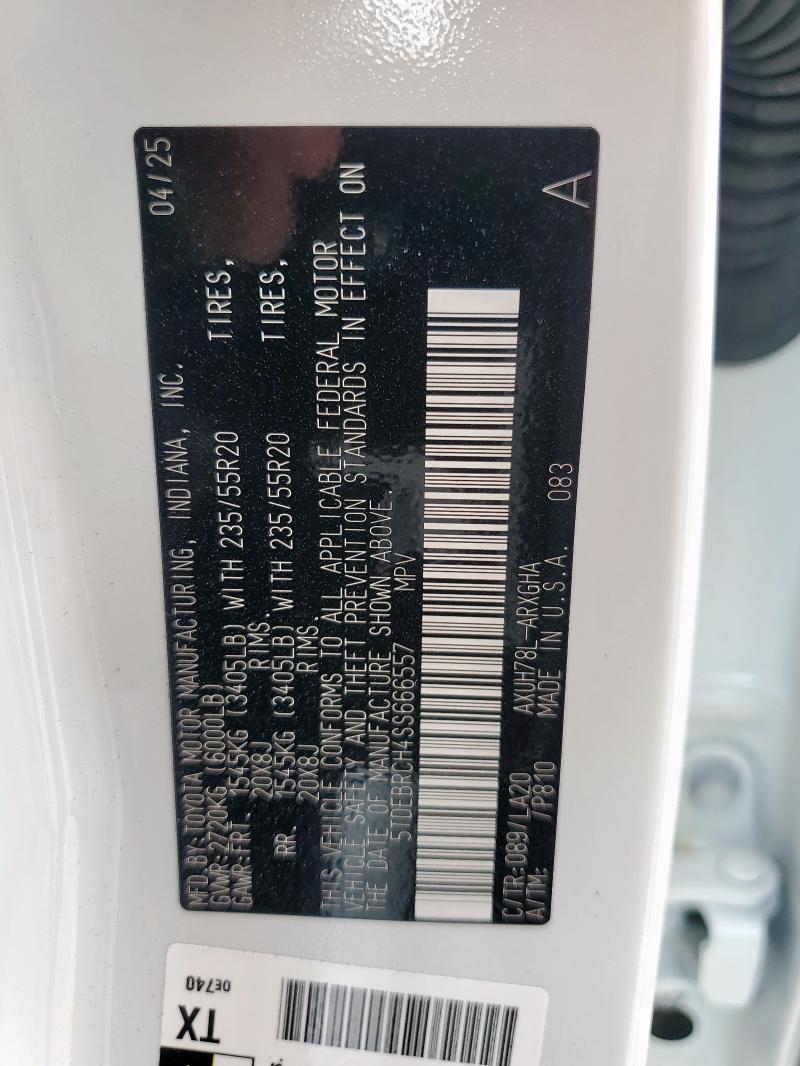 MFD.BY:TOYOTA MOTOR MANUFACTURING, INDIANA, INC. 04/25
GVWR:2720KG (6000LB)
GAWR:FRT 1545KG (3405LB) WITH 235/55R20 TIRES,
20X8J RIMS.
RR 1545KG (3405LB) WITH 235/55R20 TIRES,
20X8J RIMS.
THIS VEHICLE CONFORMS TO ALL APPLICABLE FEDERAL MOTOR
VEHICLE SAFETY AND THEFT PREVENTION STANDARDS IN EFFECT ON
THE DATE OF MANUFACTURE SHOWN ABOVE.
5TDEBRCH4SS666557 MPV
C/TR:089/LA20 AXUH78L-ARXGHA
A/TM: /P810 MADE IN U.S.A. 083 A
TX
0E740